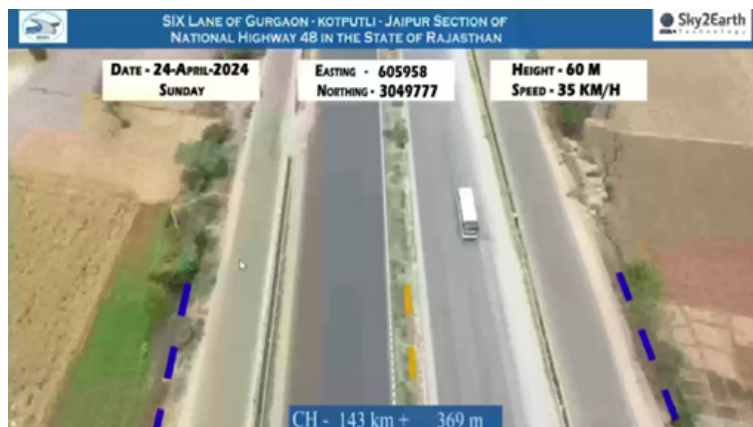 SIX LANE OF GURGAON - KOTPUTLI - JAIPUR SECTION OF
NATIONAL HIGHWAY 48 IN THE STATE OF RAJASTHAN
Sky2Earth
Technology
DATE - 24-APRIL-2024
SUNDAY
EASTING - 605958
NORTHING - 3049777
HEIGHT - 60 M
SPEED - 35 KM/H
CH - 143 km + 369 m